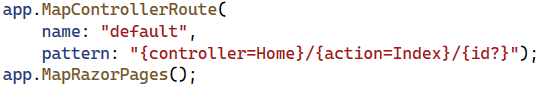 app.MapControllerRoute(
    name: "default",
    pattern: "{controller=Home}/{action=Index}/{id?}");
app.MapRazorPages();